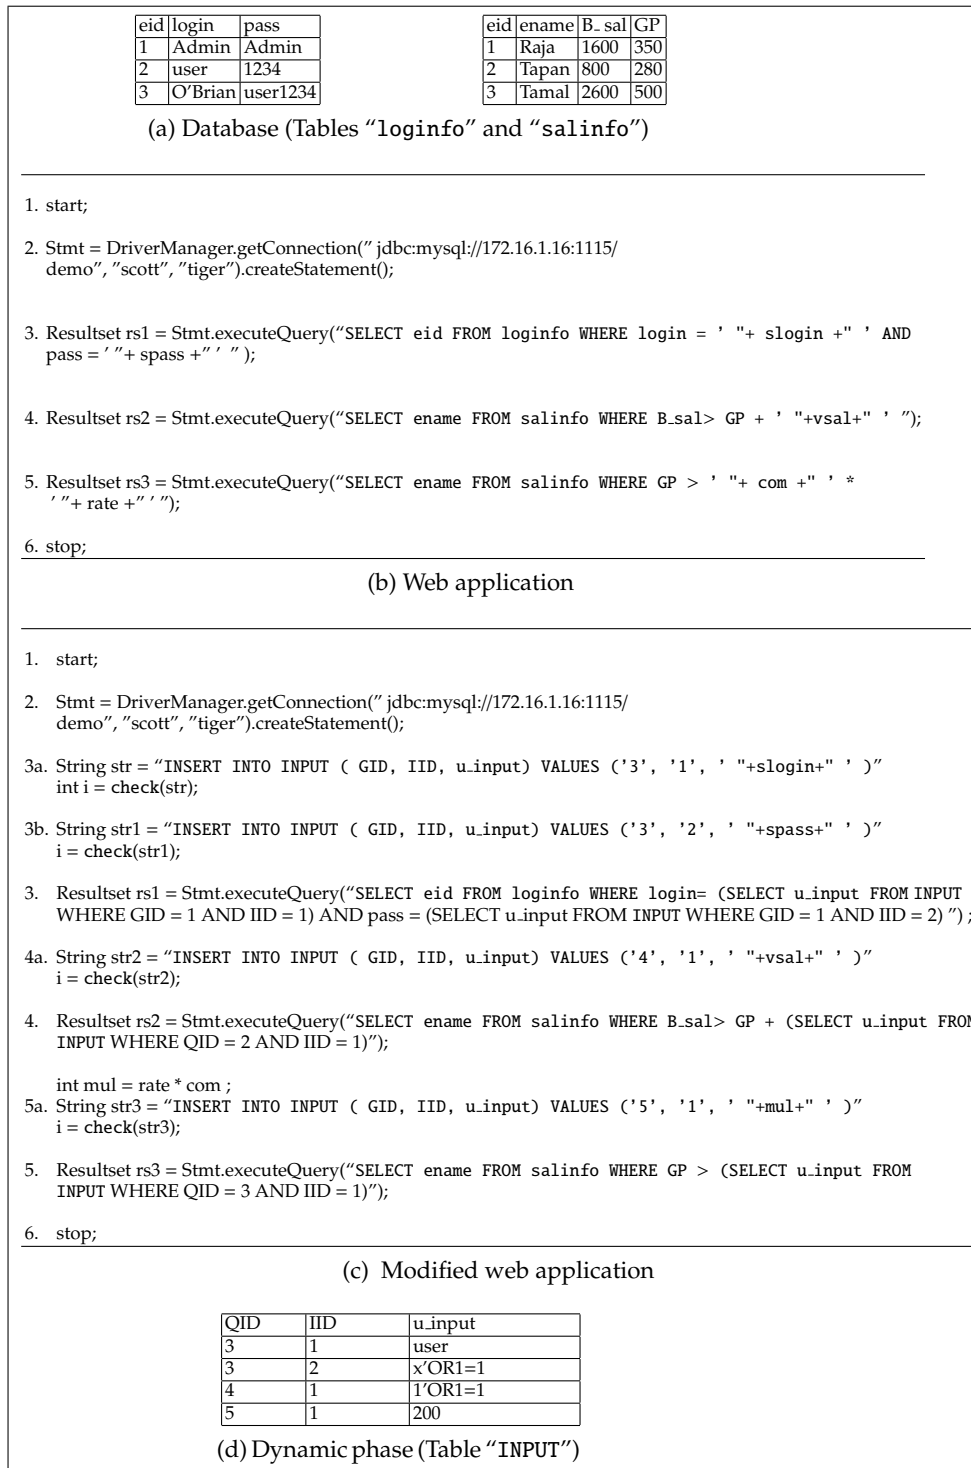 eid login pass
1 Admin Admin
2 user 1234
3 O'Brian user1234
eid ename B_sal GP
1 Raja 1600 350
2 Tapan 800 280
3 Tamal 2600 500
(a) Database (Tables "loginfo" and "salinfo")
1. start;
2. Stmt = DriverManager.getConnection(" jdbc:mysql://172.16.1.16:1115/
demo", "scott", "tiger").createStatement();
3. Resultset rs1 = Stmt.executeQuery("SELECT eid FROM loginfo WHERE login = ' "+ slogin +" ' AND
pass = ' "+ spass +" ' " );
4. Resultset rs2 = Stmt.executeQuery("SELECT ename FROM salinfo WHERE B_sal> GP + ' "+vsal+" ' ");
5. Resultset rs3 = Stmt.executeQuery("SELECT ename FROM salinfo WHERE GP > ' "+ com +" ' *
' "+ rate +" ' ");
6. stop;
(b) Web application
1. start;
2. Stmt = DriverManager.getConnection(" jdbc:mysql://172.16.1.16:1115/
demo", "scott", "tiger").createStatement();
3a. String str = "INSERT INTO INPUT ( GID, IID, u_input) VALUES ('3', '1', ' "+slogin+" ' )"
int i = check(str);
3b. String str1 = "INSERT INTO INPUT ( GID, IID, u_input) VALUES ('3', '2', ' "+spass+" ' )"
i = check(str1);
3. Resultset rs1 = Stmt.executeQuery("SELECT eid FROM loginfo WHERE login= (SELECT u_input FROM INPUT
WHERE GID = 1 AND IID = 1) AND pass = (SELECT u_input FROM INPUT WHERE GID = 1 AND IID = 2) ") ;
4a. String str2 = "INSERT INTO INPUT ( GID, IID, u_input) VALUES ('4', '1', ' "+vsal+" ' )"
i = check(str2);
4. Resultset rs2 = Stmt.executeQuery("SELECT ename FROM salinfo WHERE B_sal> GP + (SELECT u_input FROM
INPUT WHERE QID = 2 AND IID = 1)");
int mul = rate * com ;
5a. String str3 = "INSERT INTO INPUT ( GID, IID, u_input) VALUES ('5', '1', ' "+mul+" ' )"
i = check(str3);
5. Resultset rs3 = Stmt.executeQuery("SELECT ename FROM salinfo WHERE GP > (SELECT u_input FROM
INPUT WHERE QID = 3 AND IID = 1)");
6. stop;
(c) Modified web application
QID IID u_input
3 1 user
3 2 x'OR1=1
4 1 1'OR1=1
5 1 200
(d) Dynamic phase (Table "INPUT")